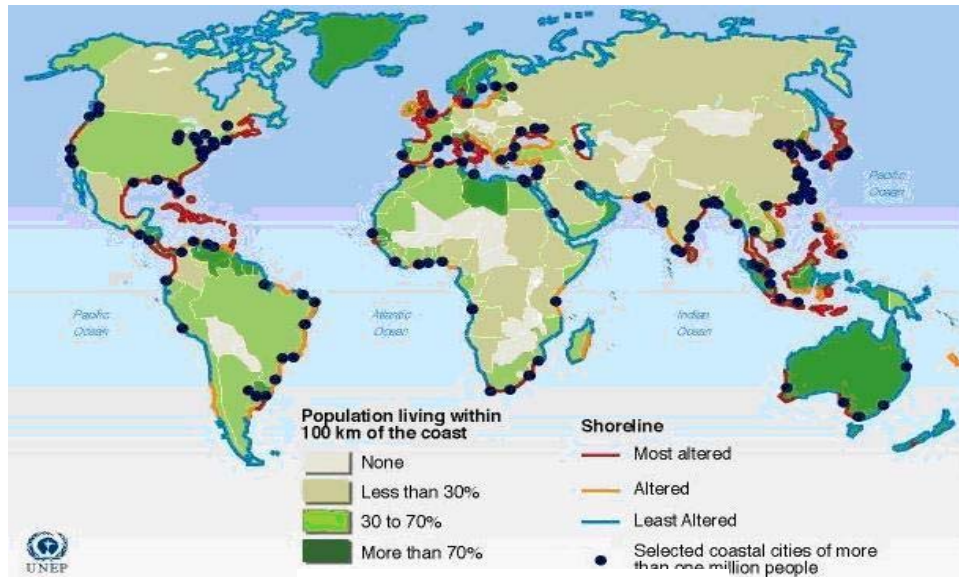 Pacific
Ocean
Pacific
Ocean
Atlantic
Ocean
Indian
Ocean
Population living within
100 km of the coast
None
Less than 30%
30 to 70%
More than 70%
Shoreline
Most altered
Altered
Least Altered
Selected coastal cities of more
than one million people
UNEP